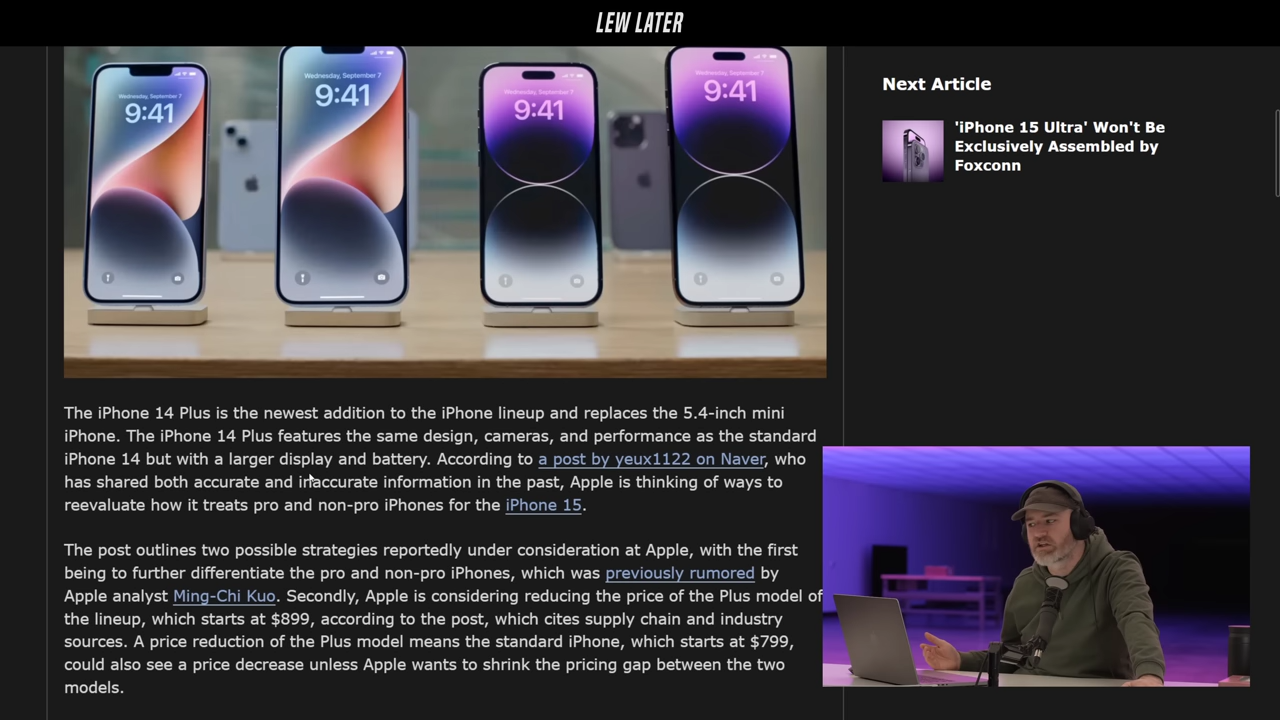 LEW LATER
Wednesday, September 7
9:41
Wednesday, September 7
9:41
Wednesday, September 7
9:41
Wednesday, September 7
9:41
Next Article
'iPhone 15 Ultra' Won't Be
Exclusively Assembled by
Foxconn
The iPhone 14 Plus is the newest addition to the iPhone lineup and replaces the 5.4-inch mini
iPhone. The iPhone 14 Plus features the same design, cameras, and performance as the standard
iPhone 14 but with a larger display and battery. According to a post by yeux1122 on Naver, who
has shared both accurate and inaccurate information in the past, Apple is thinking of ways to
reevaluate how it treats pro and non-pro iPhones for the iPhone 15.
The post outlines two possible strategies reportedly under consideration at Apple, with the first
being to further differentiate the pro and non-pro iPhones, which was previously rumored by
Apple analyst Ming-Chi Kuo. Secondly, Apple is considering reducing the price of the Plus model of
the lineup, which starts at $899, according to the post, which cites supply chain and industry
sources. A price reduction of the Plus model means the standard iPhone, which starts at $799,
could also see a price decrease unless Apple wants to shrink the pricing gap between the two
models.